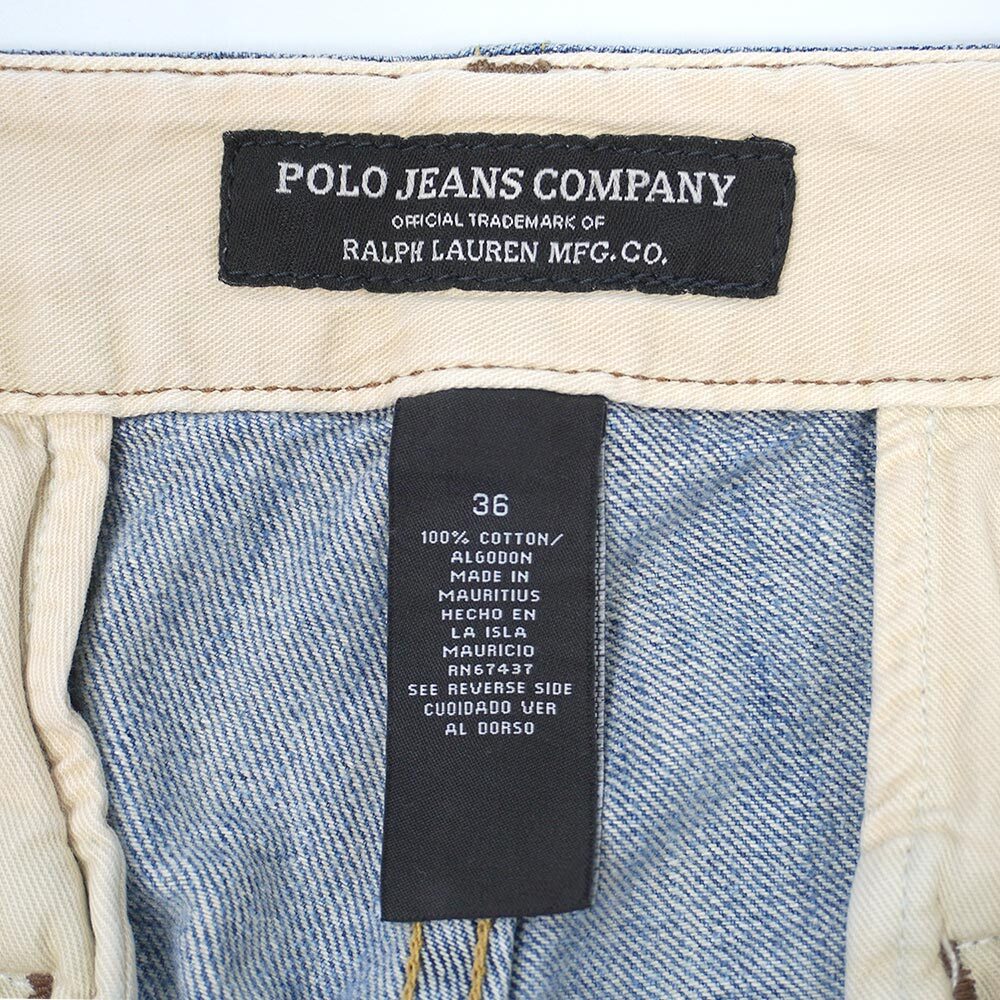 POLO JEANS COMPANY
OFFICIAL TRADEMARK OF
RALPH LAUREN MFG.CO.
36
100% COTTON/
ALGODON
MADE IN
MAURITIUS
HECHO EN
LA ISLA
MAURICIO
RN67437
SEE REVERSE SIDE
CUOIDADO VER
AL DORSO